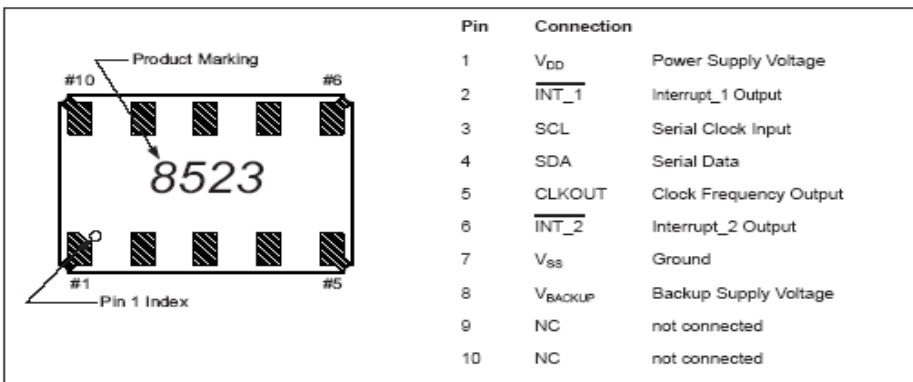 Product Marking
#10
#6
8523
#1
#5
Pin 1 Index
Pin Connection
1 VDD Power Supply Voltage
2 INT_1 Interrupt_1 Output
3 SCL Serial Clock Input
4 SDA Serial Data
5 CLKOUT Clock Frequency Output
6 INT_2 Interrupt_2 Output
7 VSS Ground
8 VBACKUP Backup Supply Voltage
9 NC not connected
10 NC not connected